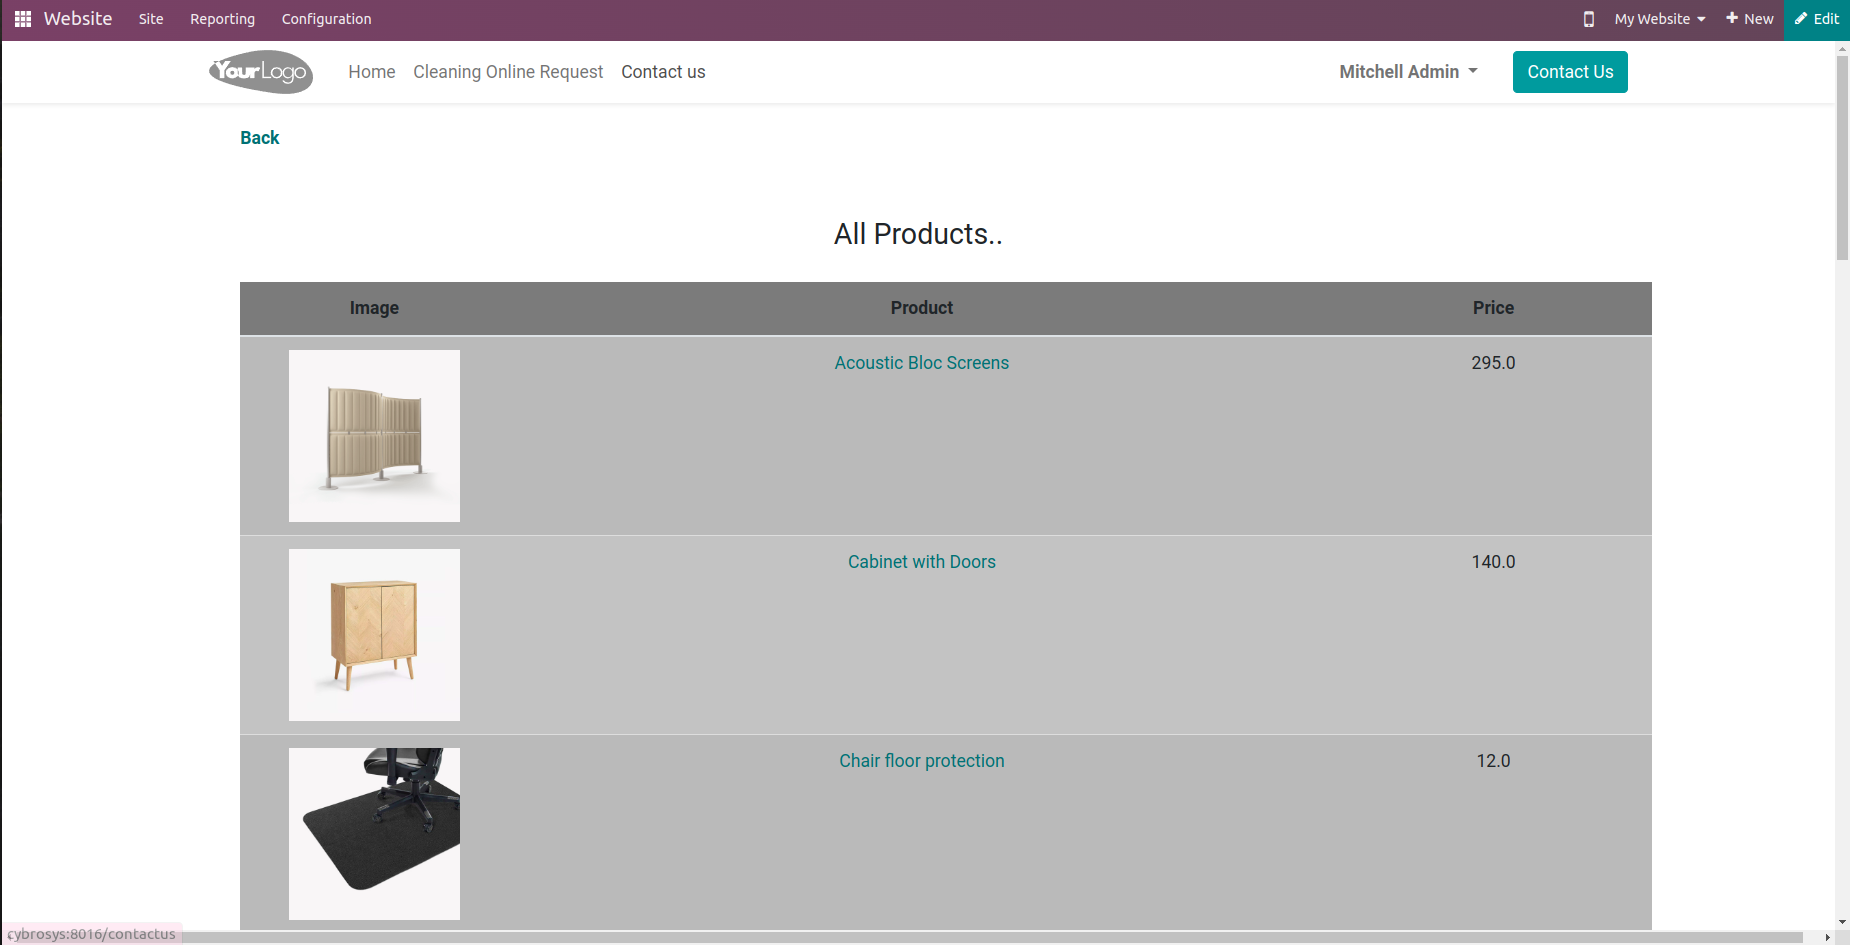 Website Site Reporting Configuration My Website New Edit
YourLogo Home Cleaning Online Request Contact us Mitchell Admin Contact Us
Back
All Products..
Image Product Price
Acoustic Bloc Screens 295.0
Cabinet with Doors 140.0
Chair floor protection 12.0
cybrosys:8016/contactus